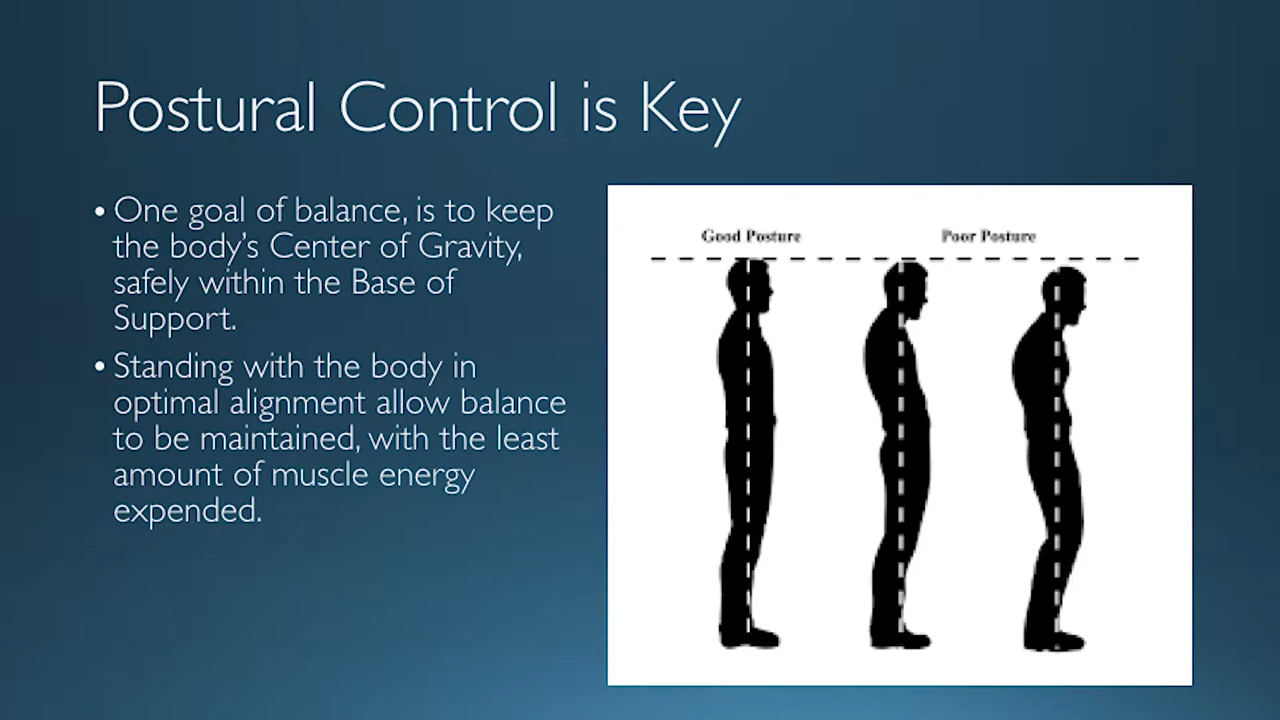 Postural Control is Key
• One goal of balance, is to keep
the body's Center of Gravity,
safely within the Base of
Support.
• Standing with the body in
optimal alignment allow balance
to be maintained, with the least
amount of muscle energy
expended.
Good Posture
Poor Posture